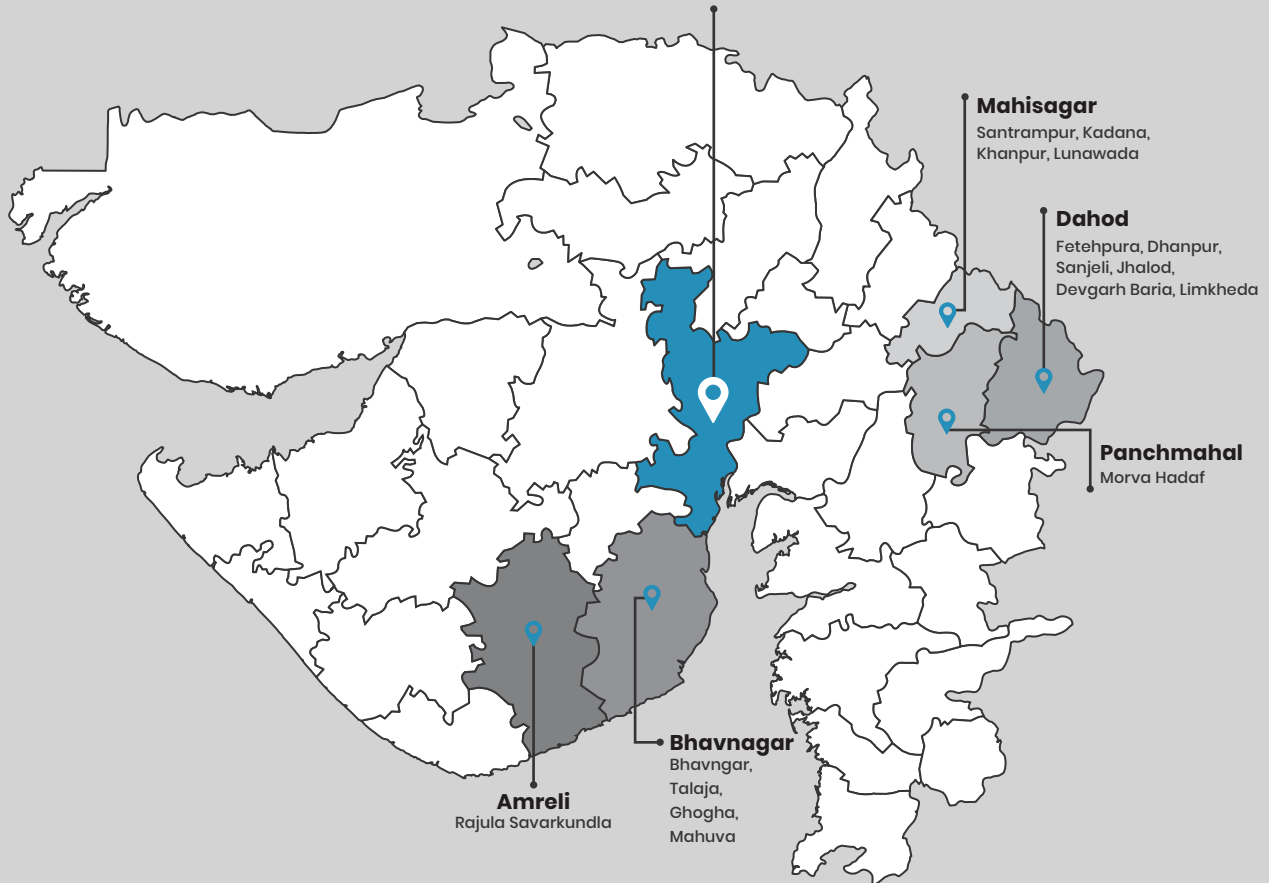 Mahisagar
Santrampur, Kadana,
Khanpur, Lunawada
Dahod
Fetehpura, Dhanpur,
Sanjeli, Jhalod,
Devgarh Baria, Limkheda
Panchmahal
Morva Hadaf
Bhavnagar
Bhavngar,
Talaja,
Ghogha,
Mahuva
Amreli
Rajula Savarkundla